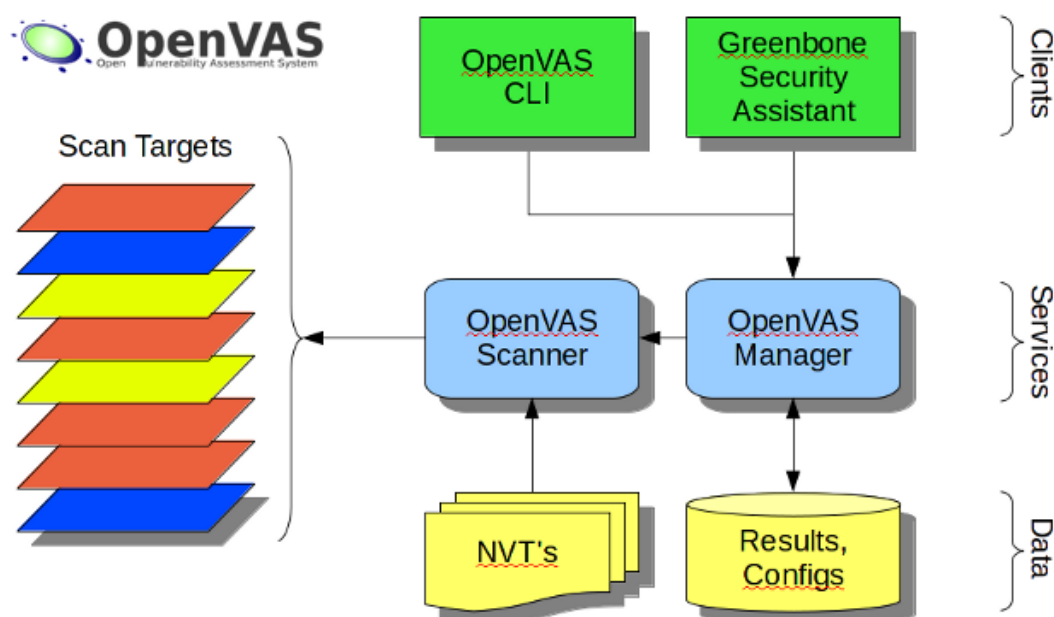 OpenVAS
Open Vulnerability Assessment System
OpenVAS
CLI
Greenbone
Security
Assistant
Clients
Scan Targets
OpenVAS
Scanner
OpenVAS
Manager
Services
NVT's
Results,
Configs
Data